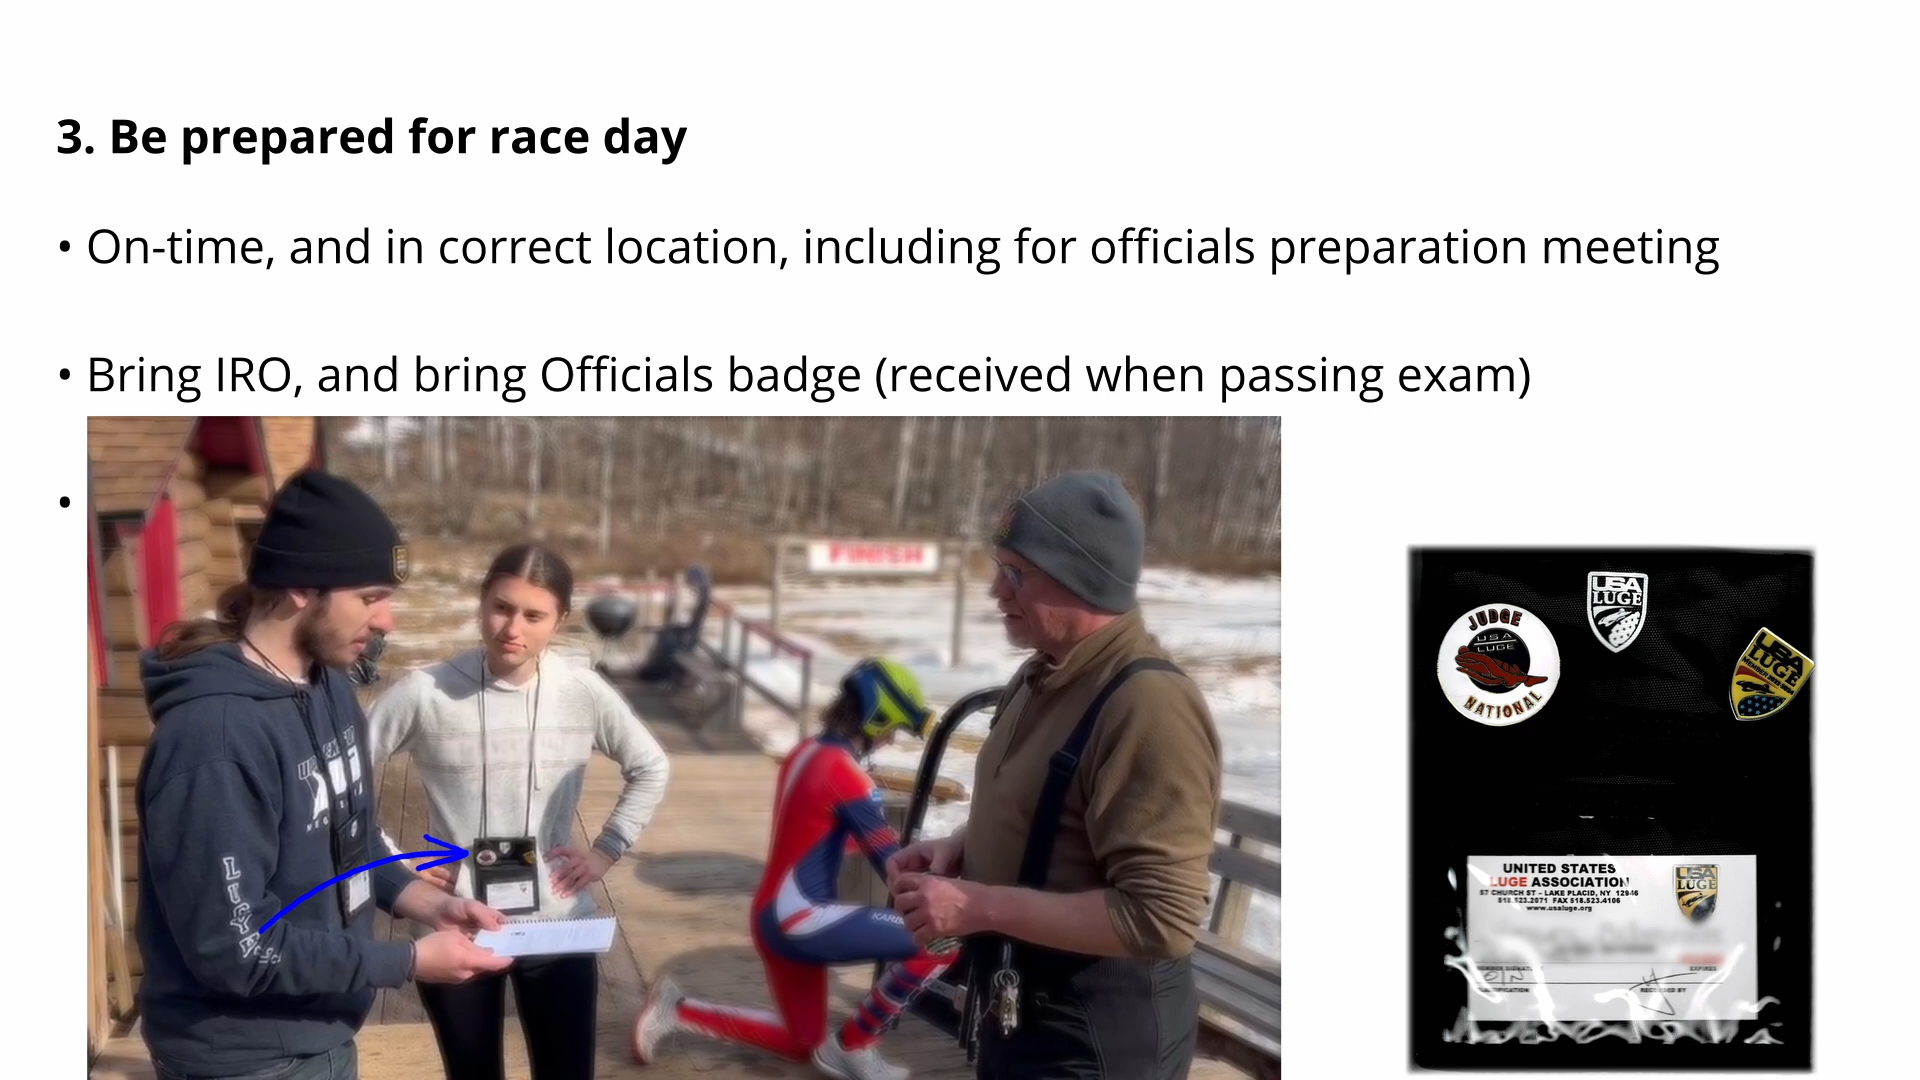 3. Be prepared for race day
• On-time, and in correct location, including for officials preparation meeting
• Bring IRO, and bring Officials badge (received when passing exam)
•
FINISH
USA
LUGE
JUDGE
USA
LUGE
NATIONAL
USA
LUGE
UNITED STATES
LUGE ASSOCIATION
57 CHURCH ST - LAKE PLACID, NY 12946
518.523.2071 FAX 518.523.4106
www.usaluge.org
USA
LUGE
EXPIRES